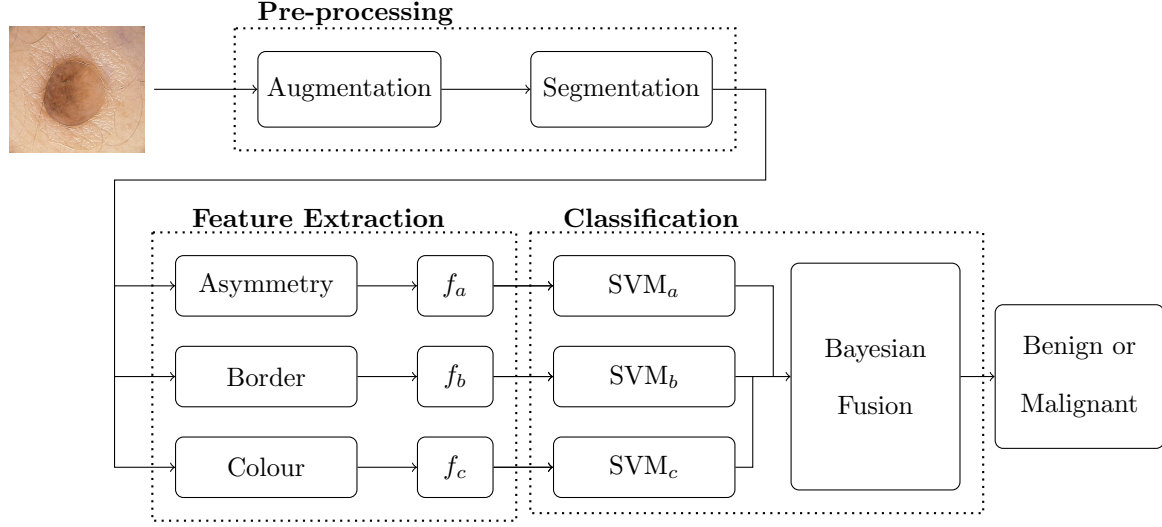 Pre-processing
Augmentation
Segmentation
Feature Extraction
Classification
Asymmetry
f_a
SVM_a
Border
f_b
SVM_b
Colour
f_c
SVM_c
Bayesian
Fusion
Benign or
Malignant